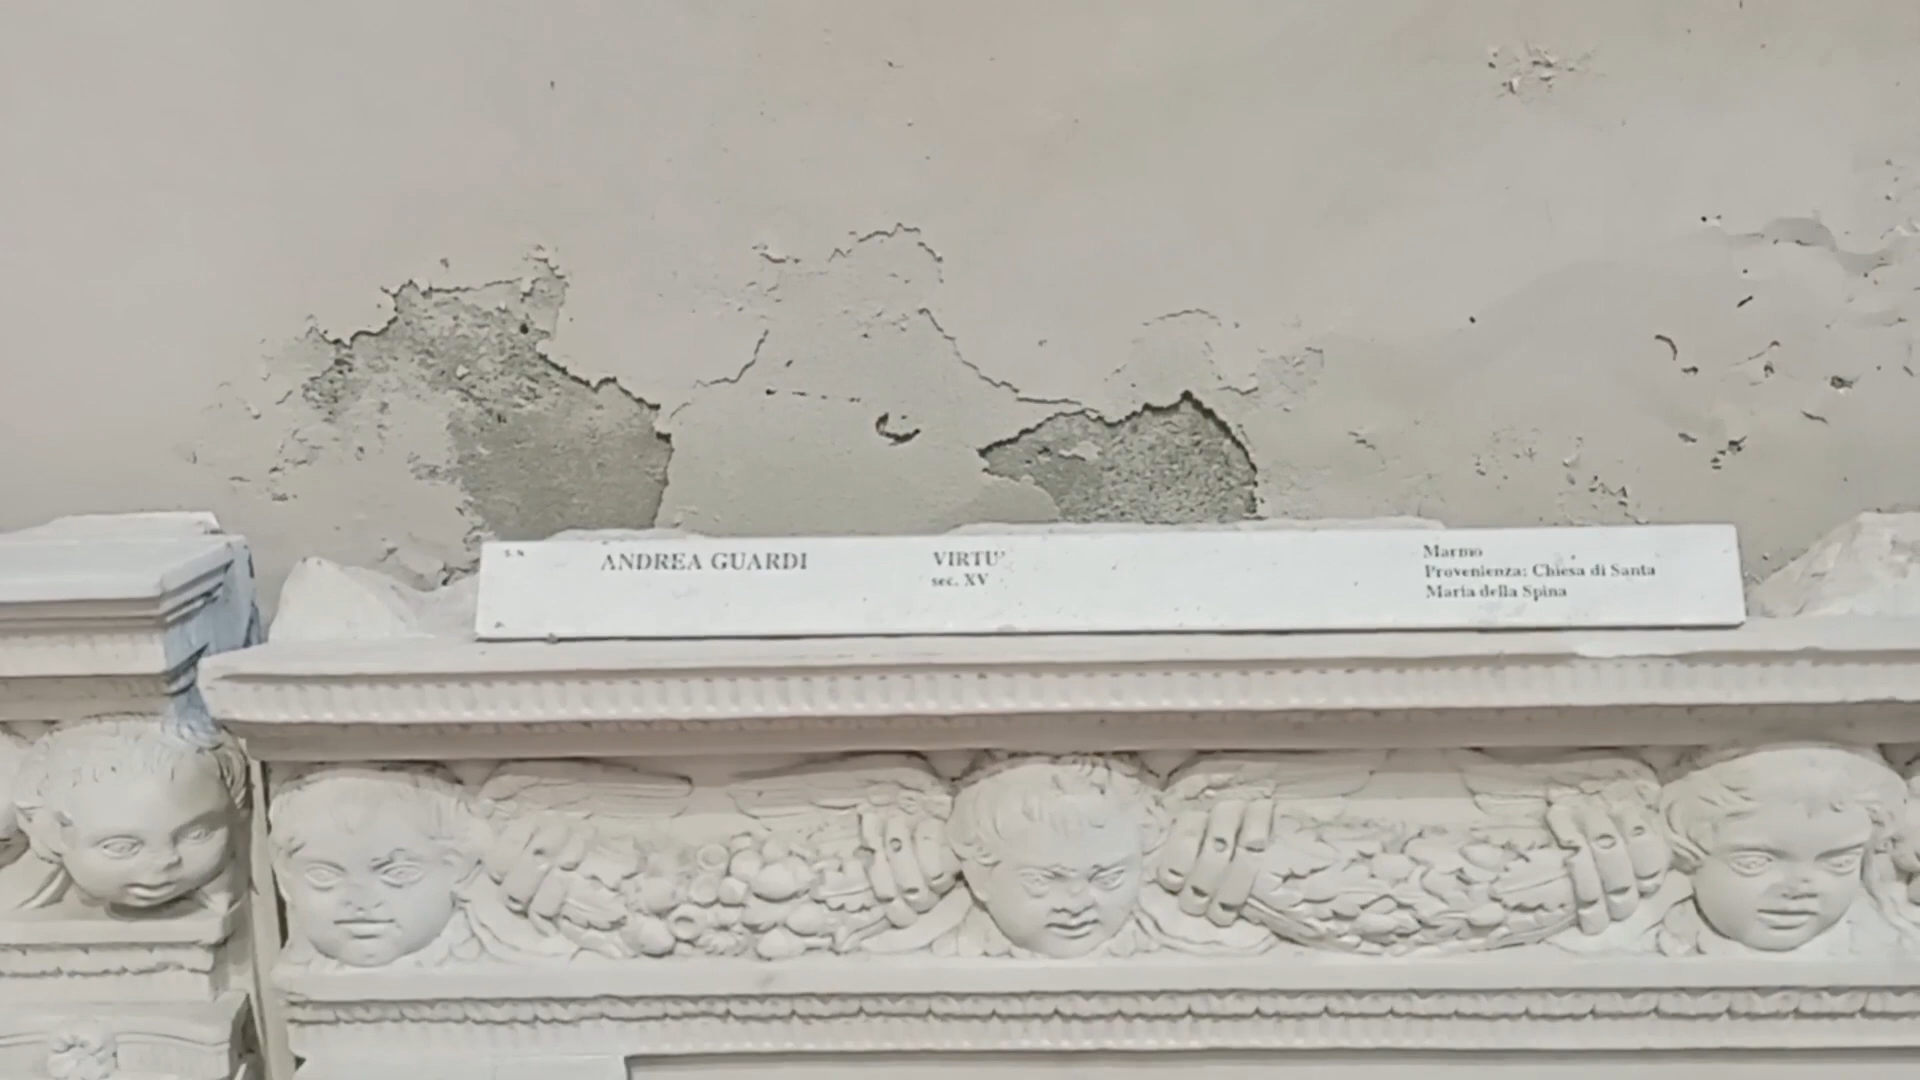 S. N
ANDREA GUARDI
VIRTU'
sec. XV
Marmo
Provenienza: Chiesa di Santa
Maria della Spina